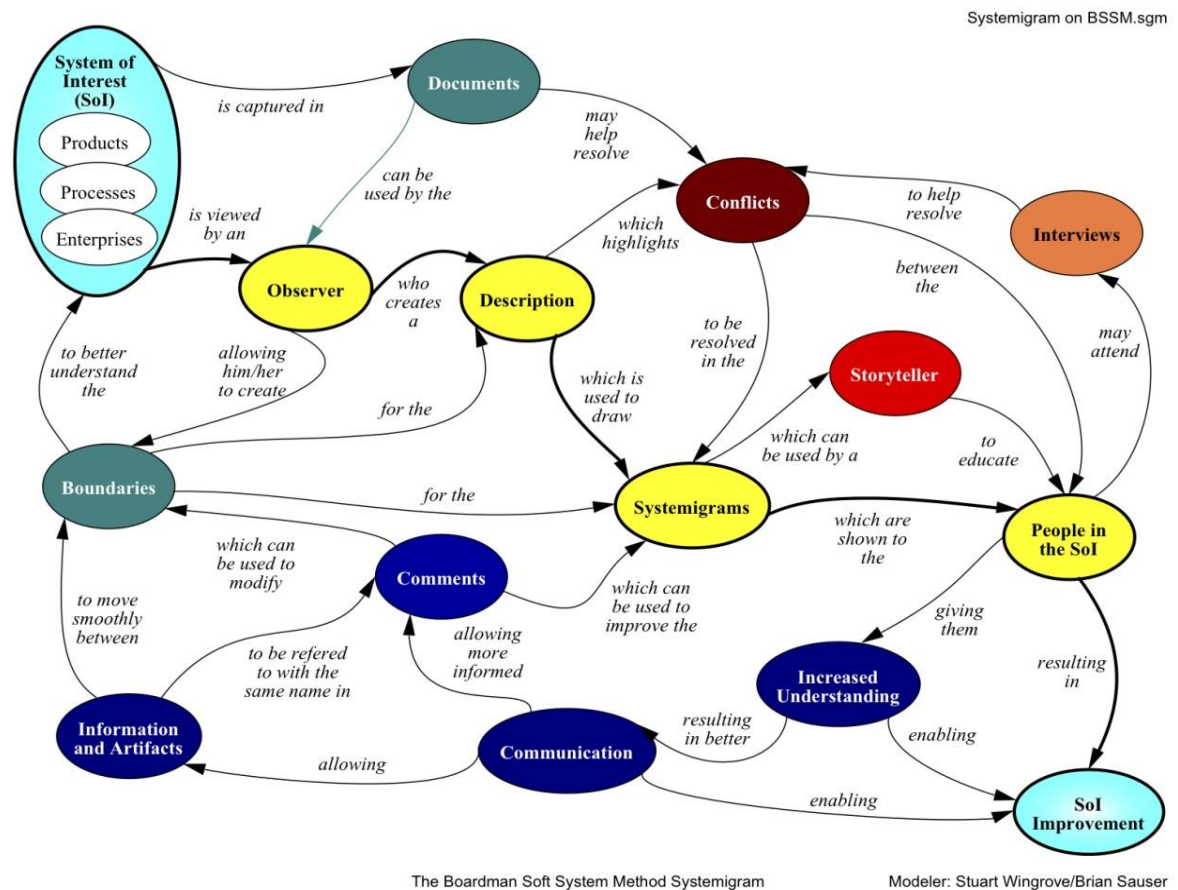 Systemigram on BSSM.sgm
System of
Interest
(SoI)
Products
Processes
Enterprises
is captured in
Documents
may
help
resolve
can be
used by the
is viewed
by an
Observer
who
creates
a
Description
which
highlights
Conflicts
to help
resolve
Interviews
between
the
may
attend
to be
resolved
in the
to better
understand
the
allowing
him/her
to create
for the
which is
used to
draw
Storyteller
which can
be used by a
to
educate
Boundaries
for the
Systemigrams
which are
shown to
the
People in
the SoI
which can
be used to
modify
Comments
which can
be used to
improve the
to move
smoothly
between
to be refered
to with the
same name in
allowing
more
informed
giving
them
resulting
in
Increased
Understanding
Information
and Artifacts
allowing
Communication
resulting
in better
enabling
enabling
SoI
Improvement
The Boardman Soft System Method Systemigram
Modeler: Stuart Wingrove/Brian Sauser